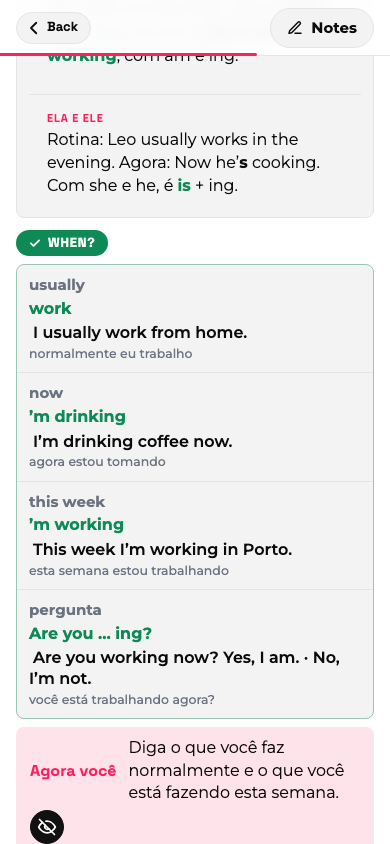 Back
Notes
working, com am e ing.
ELA E ELE
Rotina: Leo usually works in the
evening. Agora: Now he’s cooking.
Com she e he, é is + ing.
WHEN?
usually
work
I usually work from home.
normalmente eu trabalho
now
’m drinking
I’m drinking coffee now.
agora estou tomando
this week
’m working
This week I’m working in Porto.
esta semana estou trabalhando
pergunta
Are you … ing?
Are you working now? Yes, I am. · No,
I’m not.
você está trabalhando agora?
Agora você
Diga o que você faz
normalmente e o que você
está fazendo esta semana.